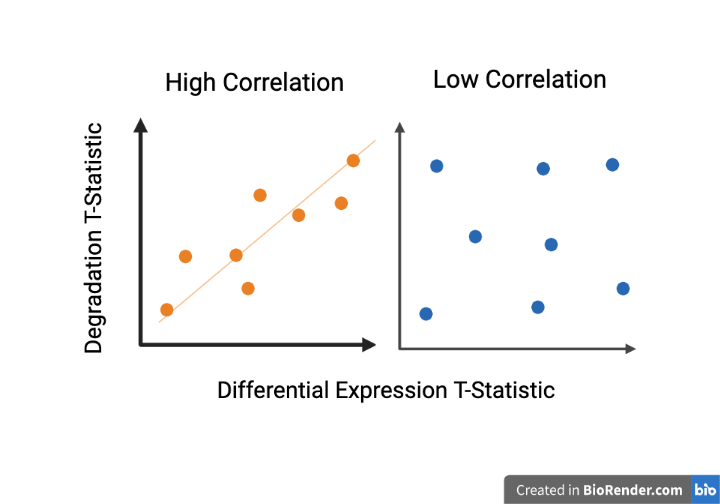 High Correlation
Low Correlation
Degradation T-Statistic
Differential Expression T-Statistic
Created in BioRender.com bio